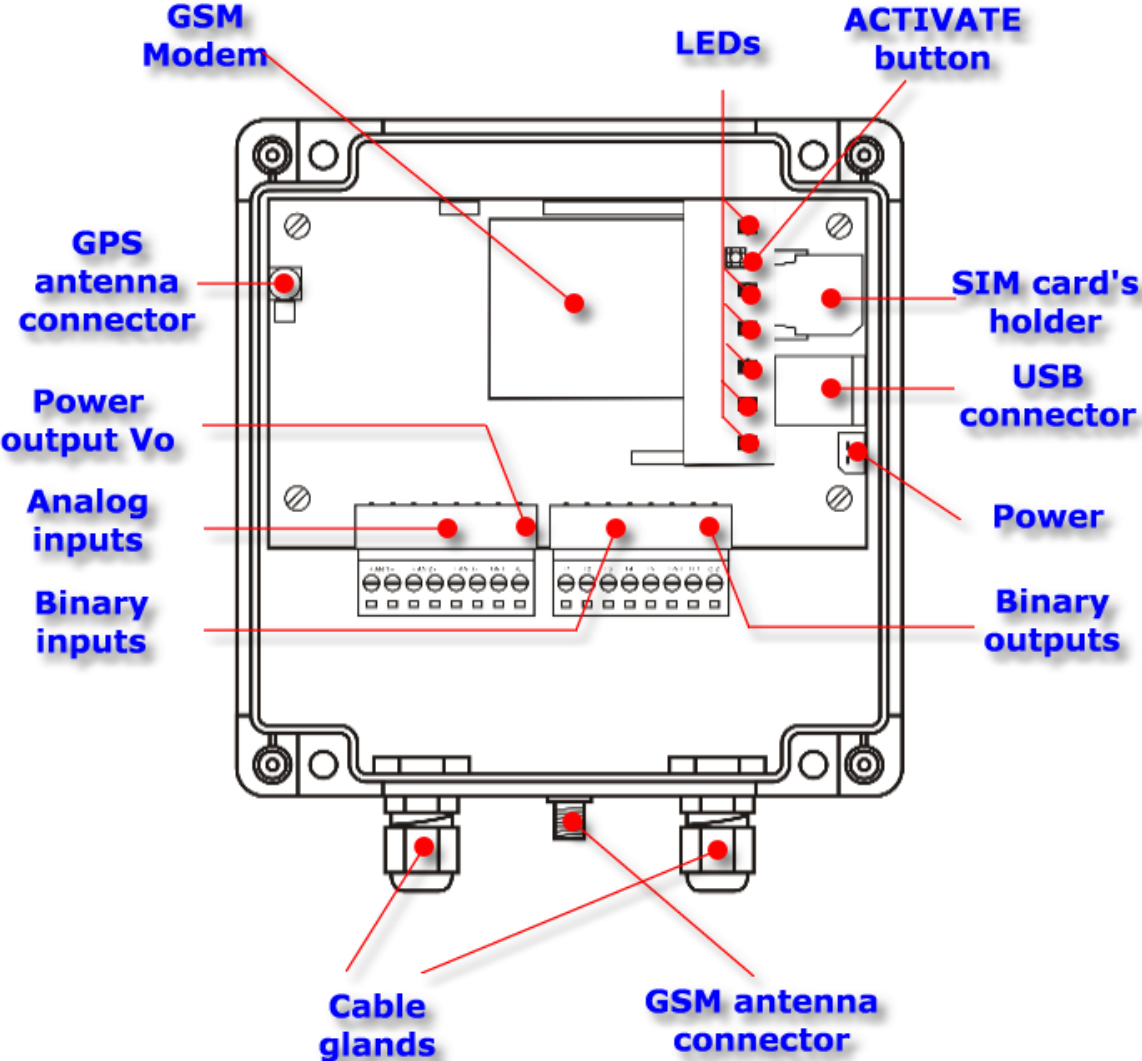 GSM
Modem
LEDs
ACTIVATE
button
GPS
antenna
connector
SIM card's
holder
USB
connector
Power
output Vo
Analog
inputs
Power
Binary
inputs
Binary
outputs
Cable
glands
GSM antenna
connector